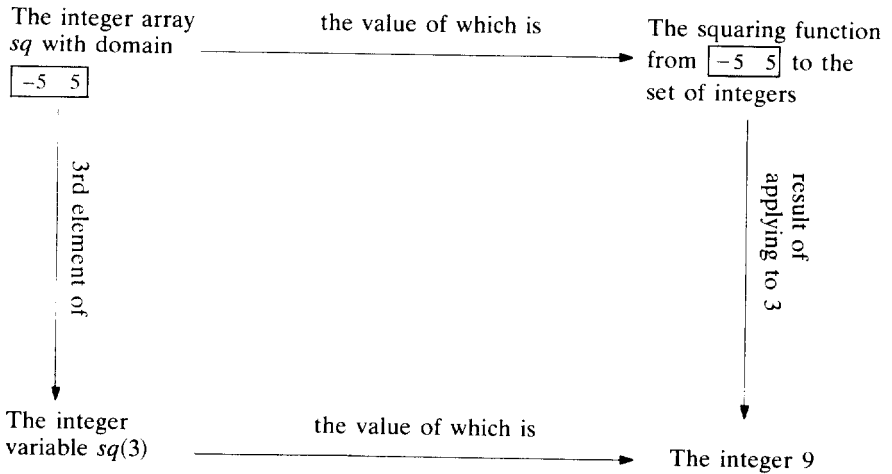 The integer array
sq with domain
-5 5
the value of which is
The squaring function
from -5 5 to the
set of integers
3rd element of
result of
applying to 3
The integer
variable sq(3)
the value of which is
The integer 9